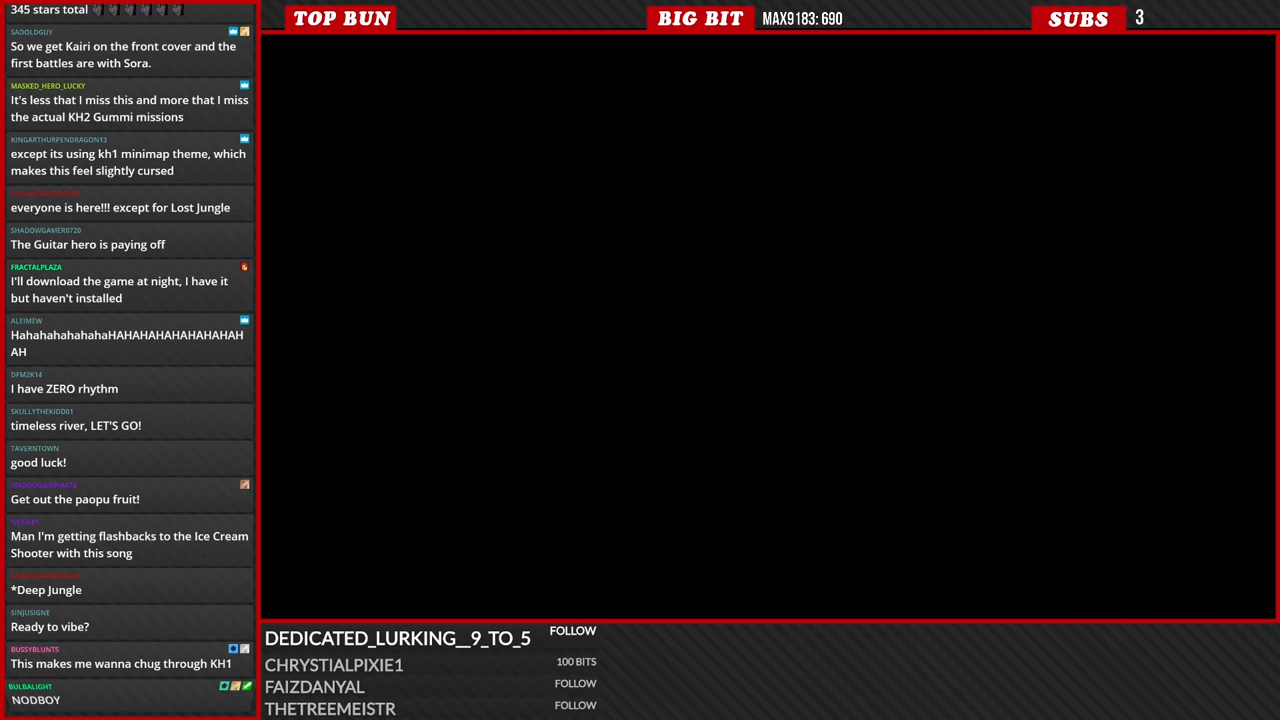 TOP BUN
BIG BIT
MAX9183: 690
SUBS
3
345 stars total
SADOLDGUY
So we get Kairi on the front cover and the
first battles are with Sora.
MASKED_HERO_LUCKY
It's less that I miss this and more that I miss
the actual KH2 Gummi missions
KINGARTHURPENDRAGON13
except its using kh1 minimap theme, which
makes this feel slightly cursed
everyone is here!!! except for Lost Jungle
SHADOWGAMER0720
The Guitar hero is paying off
FRACTALPLAZA
I'll download the game at night, I have it
but haven't installed
ALEIMEW
HahahahahahahaHAHAHAHAHAHAHAH
AH
DFM2K14
I have ZERO rhythm
SKULLYTHEKIDD01
timeless river, LET'S GO!
TAVERNTOWN
good luck!
Get out the paopu fruit!
Man I'm getting flashbacks to the Ice Cream
Shooter with this song
*Deep Jungle
SINJUSIGNE
Ready to vibe?
BUSSYBLUNTS
This makes me wanna chug through KH1
BULBALIGHT
NODBOY
DEDICATED_LURKING__9_TO_5 FOLLOW
CHRYSTIALPIXIE1 100 BITS
FAIZDANYAL FOLLOW
THETREEMEISTR FOLLOW